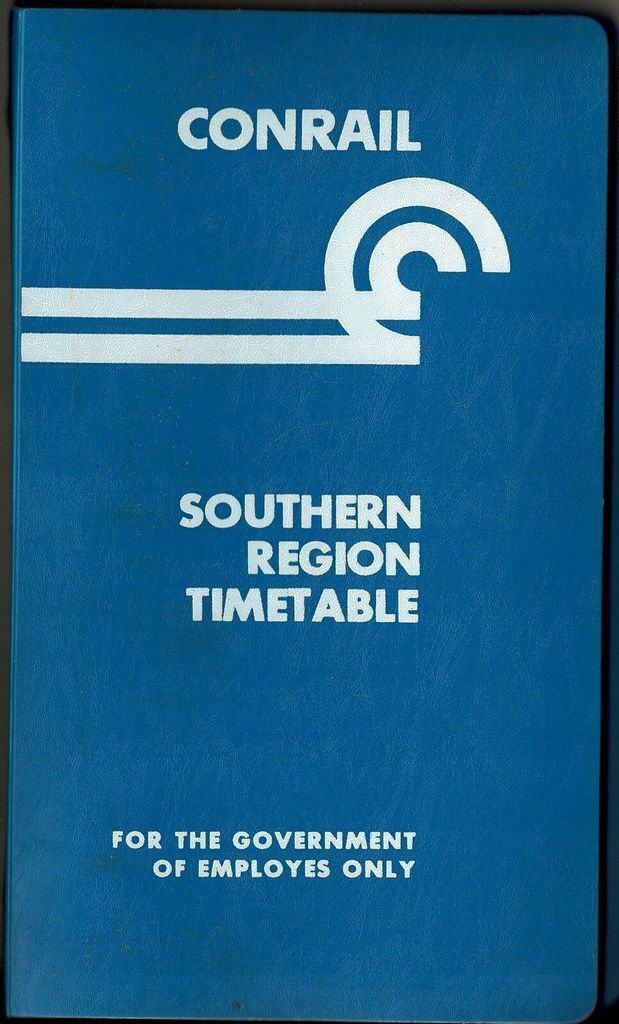 CONRAIL
SOUTHERN
REGION
TIMETABLE
FOR THE GOVERNMENT
OF EMPLOYES ONLY